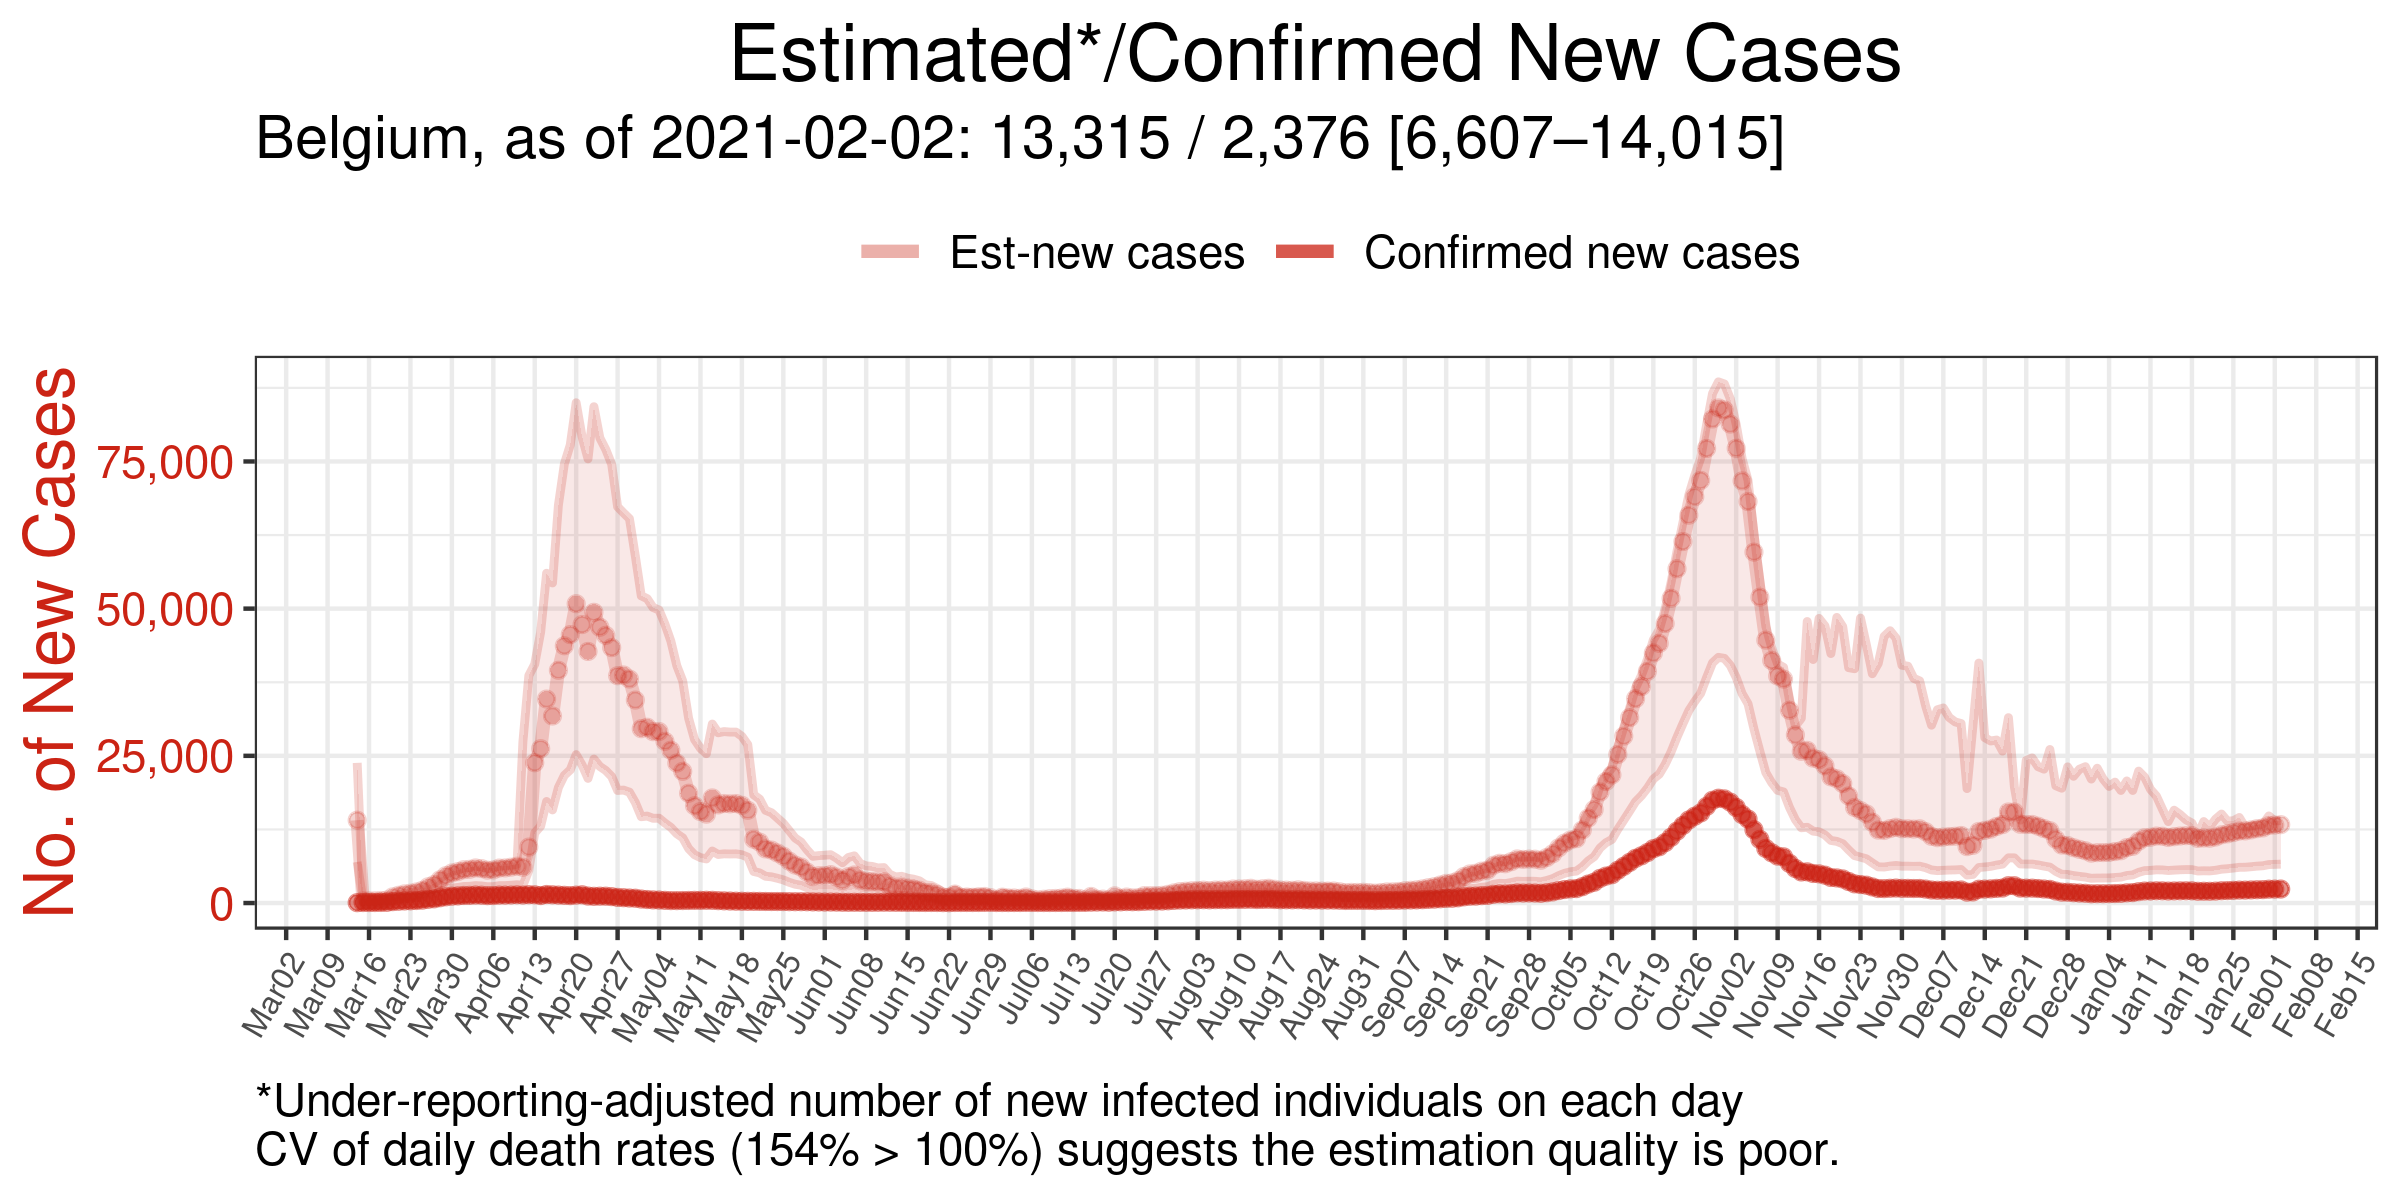 Estimated*/Confirmed New Cases
Belgium, as of 2021-02-02: 13,315 / 2,376 [6,607–14,015]
Est-new cases Confirmed new cases
No. of New Cases
75,000
50,000
25,000
0
Mar02 Mar09 Mar16 Mar23 Mar30 Apr06 Apr13 Apr20 Apr27 May04 May11 May18 May25 Jun01 Jun08 Jun15 Jun22 Jun29 Jul06 Jul13 Jul20 Jul27 Aug03 Aug10 Aug17 Aug24 Aug31 Sep07 Sep14 Sep21 Sep28 Oct05 Oct12 Oct19 Oct26 Nov02 Nov09 Nov16 Nov23 Nov30 Dec07 Dec14 Dec21 Dec28 Jan04 Jan11 Jan18 Jan25 Feb01 Feb08 Feb15
*Under-reporting-adjusted number of new infected individuals on each day
CV of daily death rates (154% > 100%) suggests the estimation quality is poor.